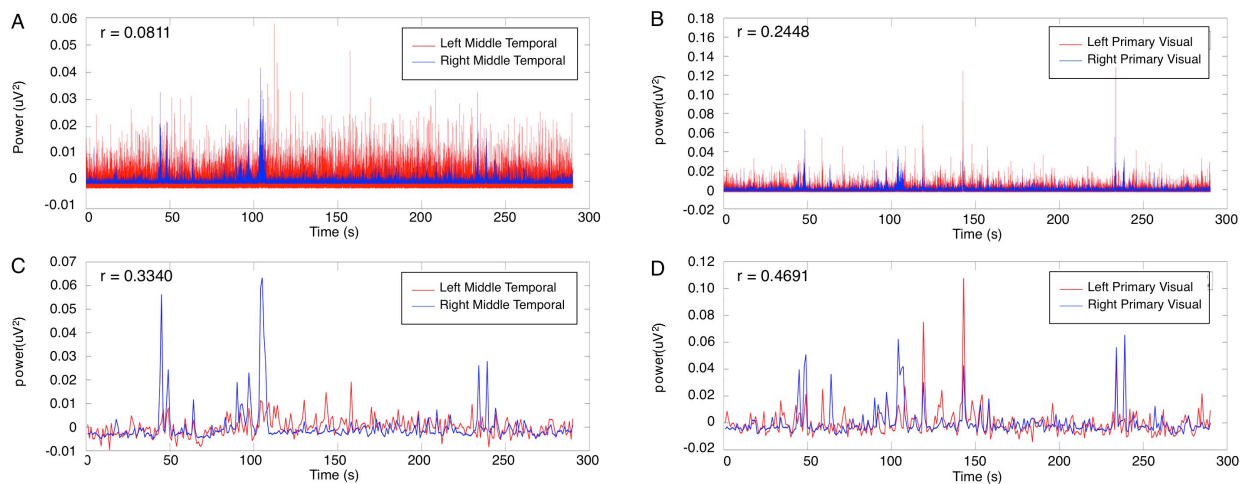 A
r = 0.0811
Left Middle Temporal
Right Middle Temporal
Power (uV²)
0.06
0.05
0.04
0.03
0.02
0.01
0
-0.01
0 50 100 150 200 250 300
Time (s)
B
r = 0.2448
Left Primary Visual
Right Primary Visual
power(uV²)
0.18
0.16
0.14
0.12
0.10
0.08
0.06
0.04
0.02
0
-0.02
0 50 100 150 200 250 300
Time (s)
C
r = 0.3340
Left Middle Temporal
Right Middle Temporal
power(uV²)
0.07
0.06
0.05
0.04
0.03
0.02
0.01
0
-0.01
0 50 100 150 200 250 300
Time (s)
D
r = 0.4691
Left Primary Visual
Right Primary Visual
power(uV²)
0.12
0.10
0.08
0.06
0.04
0.02
0
-0.02
0 50 100 150 200 250 300
Time (s)